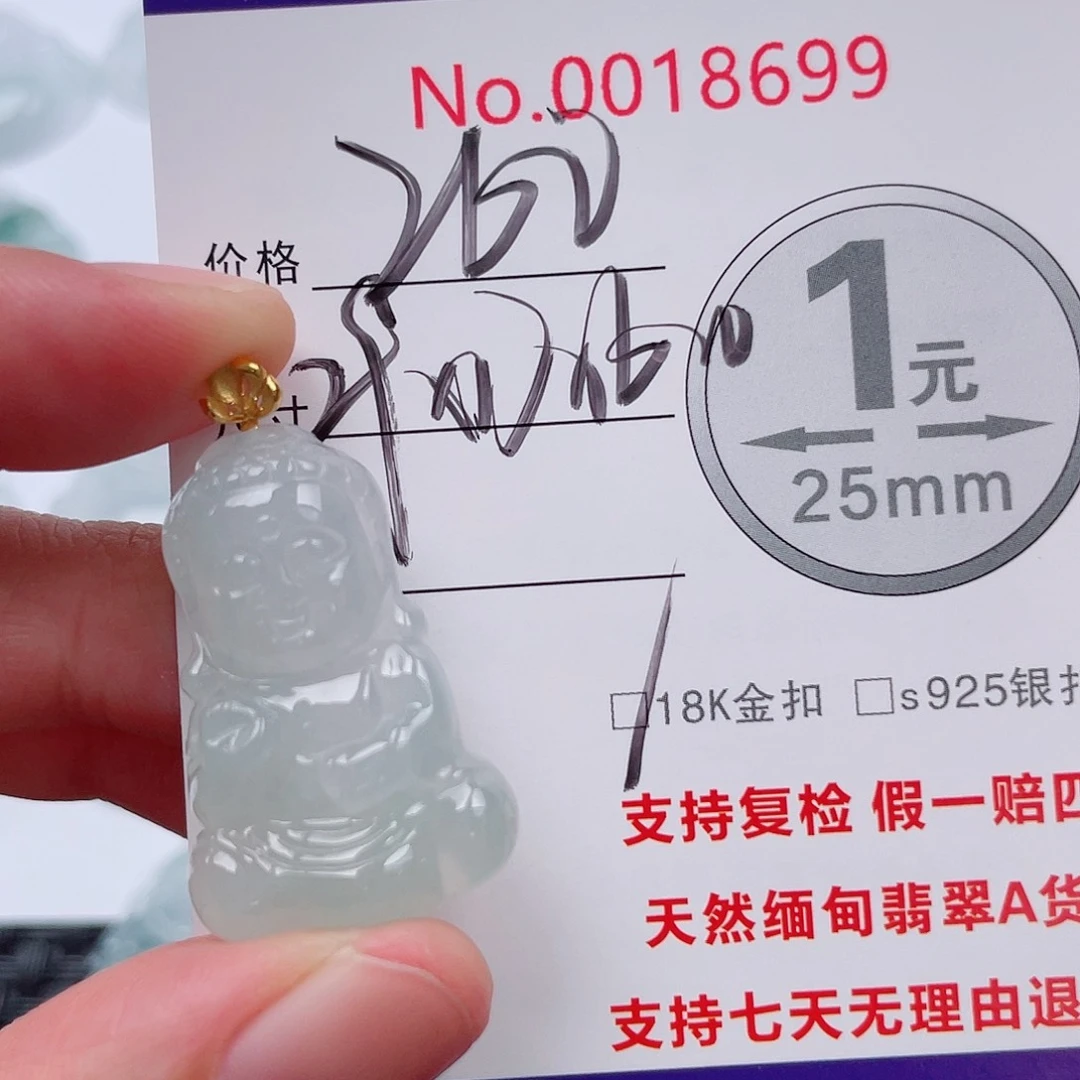 No.0018699
价格
1元
25mm
□18K金扣 □s925银扣
支持复检 假一赔四
天然缅甸翡翠A货
支持七天无理由退